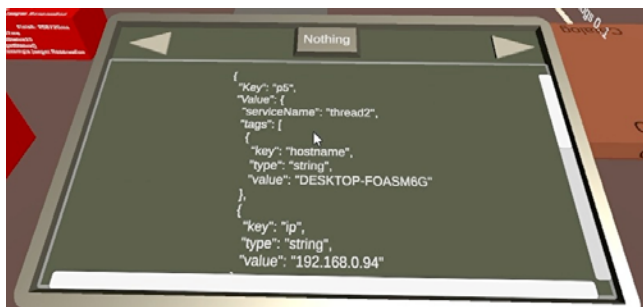 Nothing
{
"Key": "p5",
"Value": {
"serviceName": "thread2",
"tags": [
{
"key": "hostname",
"type": "string",
"value": "DESKTOP-FOASM6G"
},
{
"key": "ip",
"type": "string",
"value": "192.168.0.94"